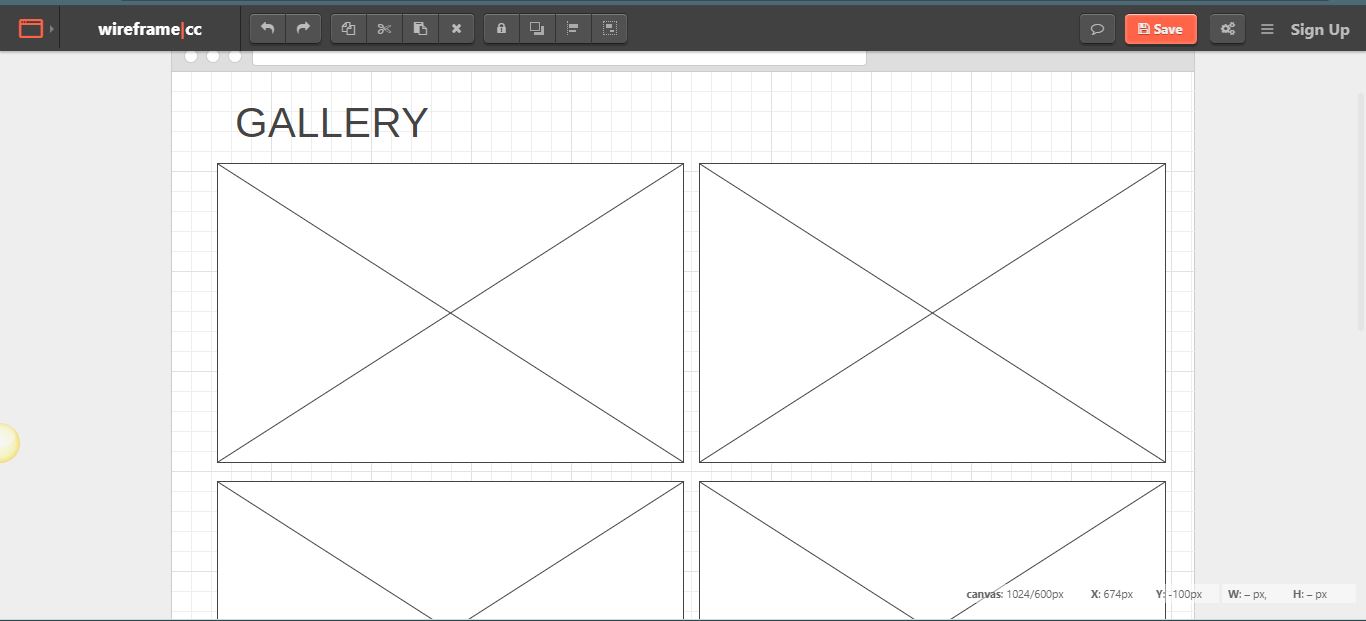 wireframe|cc
Save
Sign Up
GALLERY
canvas: 1024/600px X: 674px Y: -100px W: – px, H: – px